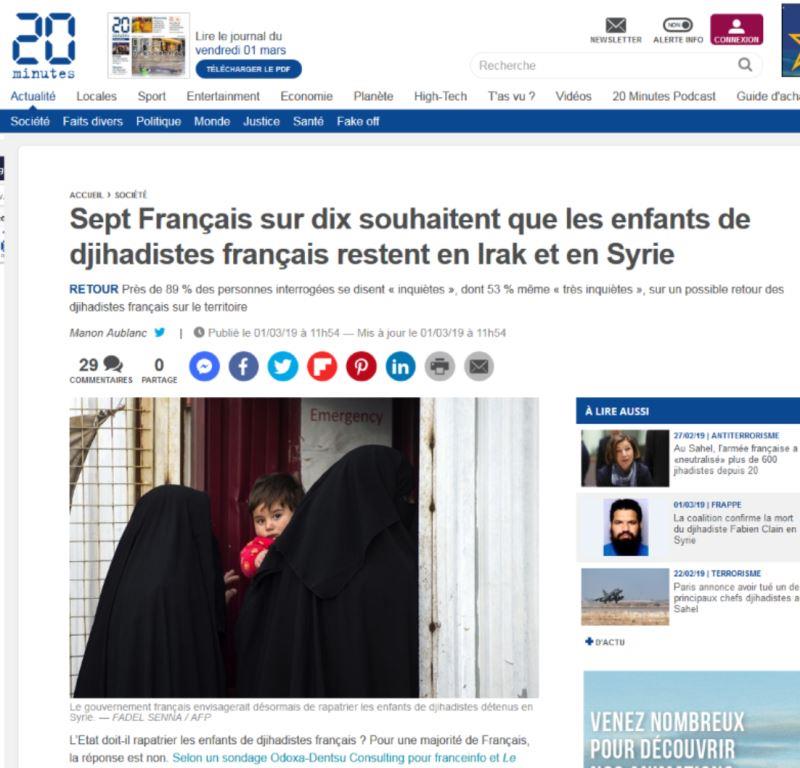 20
minutes
Lire le journal du
vendredi 01 mars
TÉLÉCHARGER LE PDF
NEWSLETTER
NON
ALERTE INFO
CONNEXION
Recherche
Actualité Locales Sport Entertainment Economie Planète High-Tech T'as vu ? Vidéos 20 Minutes Podcast Guide d'acha
Société Faits divers Politique Monde Justice Santé Fake off
ACCUEIL › SOCIÉTÉ
Sept Français sur dix souhaitent que les enfants de
djihadistes français restent en Irak et en Syrie
RETOUR Près de 89 % des personnes interrogées se disent « inquiètes », dont 53 % même « très inquiètes », sur un possible retour des
djihadistes français sur le territoire
Manon Aublanc | Publié le 01/03/19 à 11h54 — Mis à jour le 01/03/19 à 11h54
29 0
COMMENTAIRES PARTAGE
Emergency
Le gouvernement français envisagerait désormais de rapatrier les enfants de djihadistes détenus en
Syrie. — FADEL SENNA / AFP
L'Etat doit-il rapatrier les enfants de djihadistes français ? Pour une majorité de Français,
la réponse est non. Selon un sondage Odoxa-Dentsu Consulting pour franceinfo et Le
À LIRE AUSSI
27/02/19 | ANTITERRORISME
Au Sahel, l'armée française a
«neutralisé» plus de 600
jihadistes depuis 20
01/03/19 | FRAPPE
La coalition confirme la mort
du djihadiste Fabien Clain en
Syrie
22/02/19 | TERRORISME
Paris annonce avoir tué un de
principaux chefs djihadistes a
Sahel
+ D'ACTU
VENEZ NOMBREUX
POUR DÉCOUVRIR
NOS ANIMATIONS